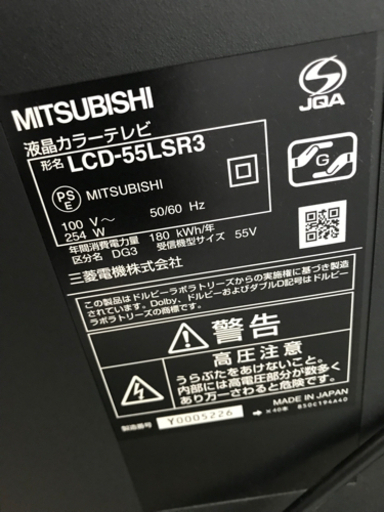 MITSUBISHI
JQA
液晶カラーテレビ
形名 LCD-55LSR3
PS
E
MITSUBISHI
G
100 V～ 50/60 Hz
254 W
年間消費電力量 180 kWh/年
区分名 DG3 受信機型サイズ 55V
三菱電機株式会社
この製品はドルビーラボラトリーズからの実施権に基づき製造
されています。Dolby、ドルビーおよびダブルD記号はドルビー
ラボラトリーズの商標です。
警告
高圧注意
うらぶたをあけないこと。
内部には高電圧部分が数多く
あり万一さわると危険です。
MADE IN JAPAN
製造番号 Y0005226 → ※40※ 850C194A40